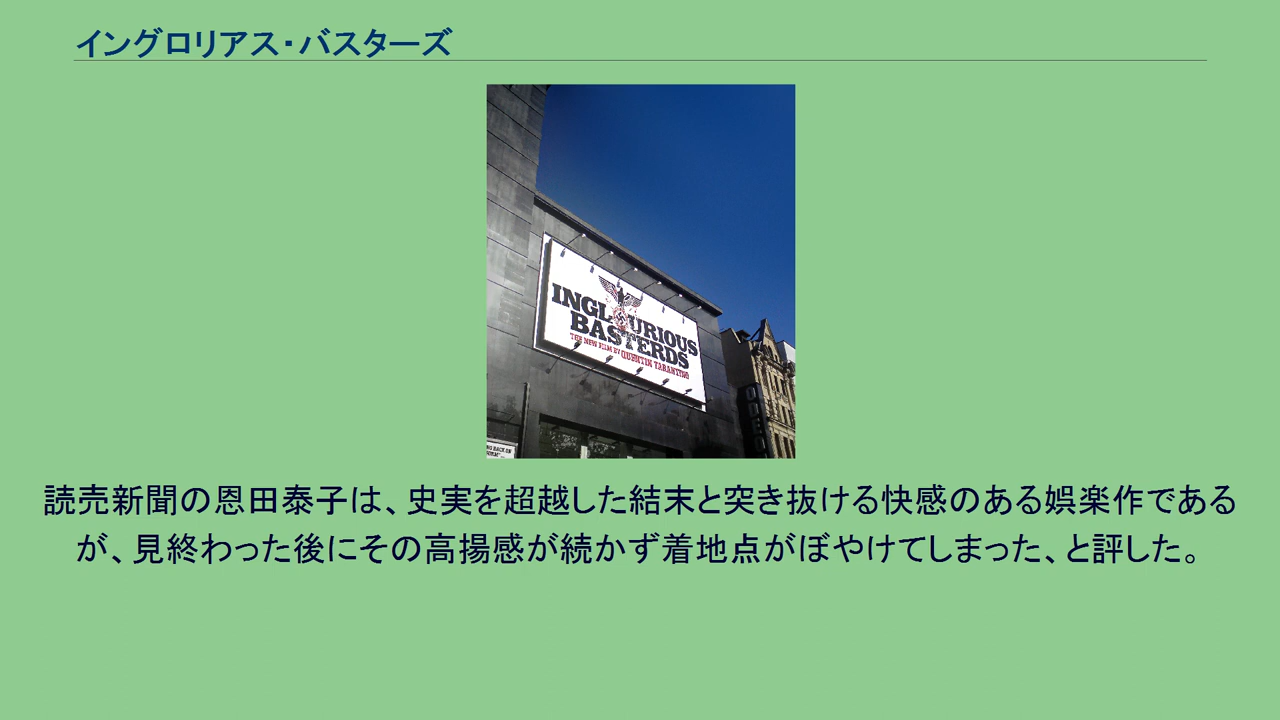 イングロリアス・バスターズ
INGL URIOUS
BASTERDS
THE NEW FILM BY QUENTIN TARANTINO
読売新聞の恩田泰子は、史実を超越した結末と突き抜ける快感のある娯楽作である
が、見終わった後にその高揚感が続かず着地点がぼやけてしまった、と評した。